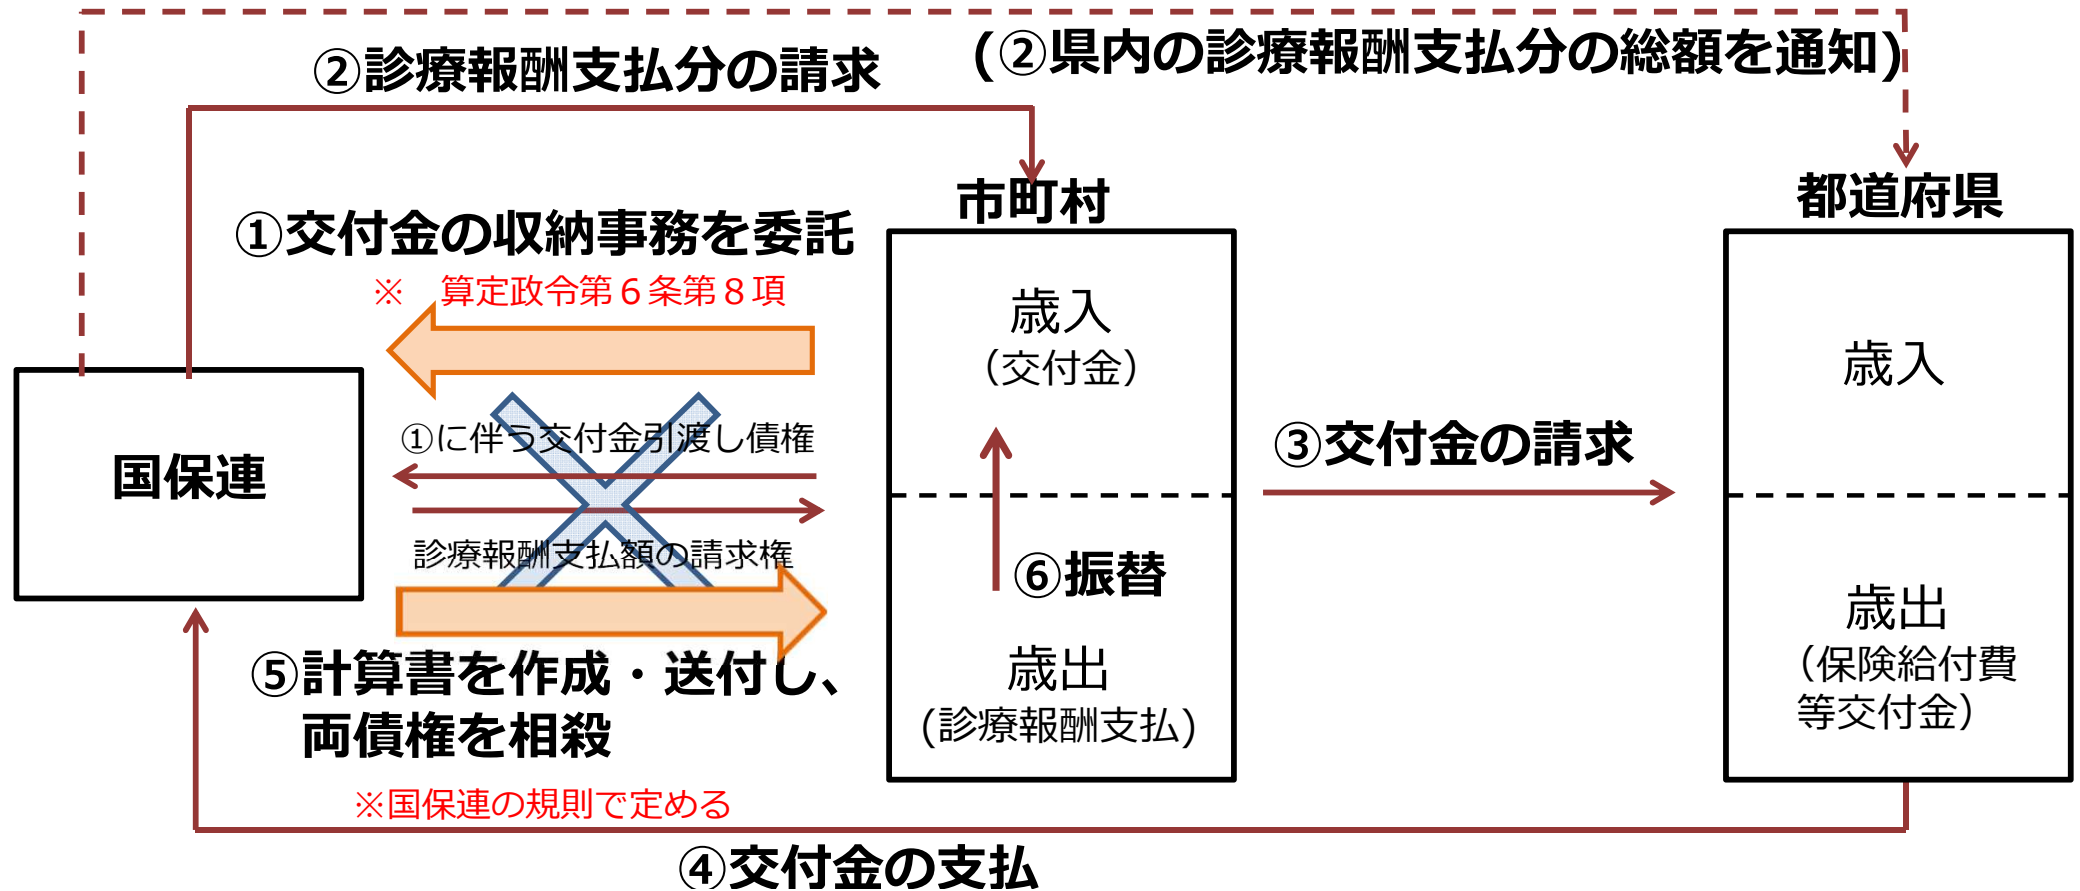 (②県内の診療報酬支払分の総額を通知)
②診療報酬支払分の請求
市町村
都道府県
①交付金の収納事務を委託
※　算定政令第６条第８項
歳入
（交付金）
歳入
①に伴う交付金引渡し債権
③交付金の請求
国保連
診療報酬支払額の請求権
⑥振替
歳出
（保険給付費
等交付金）
⑤計算書を作成・送付し、
両債権を相殺
歳出
(診療報酬支払)
※国保連の規則で定める
④交付金の支払